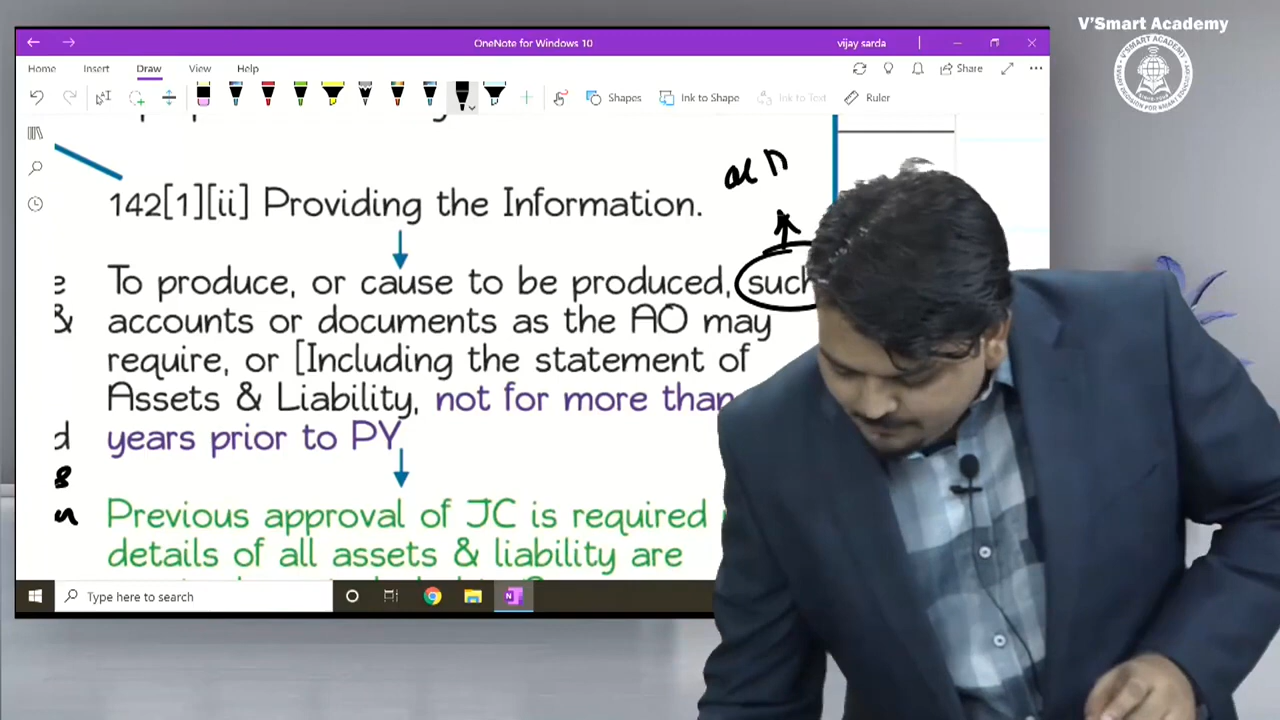 V'Smart Academy
OneNote for Windows 10
vijay sarda
Home Insert Draw View Help
Share
Shapes
Ink to Shape
Ink to Text
Ruler
142[1][ii] Providing the Information.
To produce, or cause to be produced, such
accounts or documents as the AO may
require, or [Including the statement of
Assets & Liability, not for more than
years prior to PY
Previous approval of JC is required
details of all assets & liability are
e
&
d
Type here to search